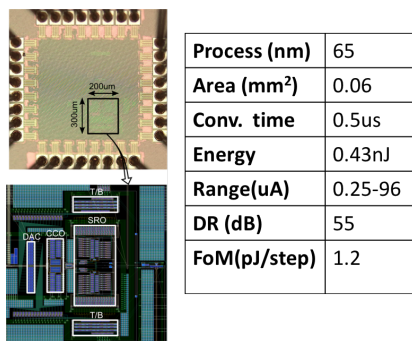 200um
300um
T/B
SRO
DAC
CCO
T/B
Process (nm) 65
Area (mm²) 0.06
Conv. time 0.5us
Energy 0.43nJ
Range(uA) 0.25-96
DR (dB) 55
FoM(pJ/step) 1.2